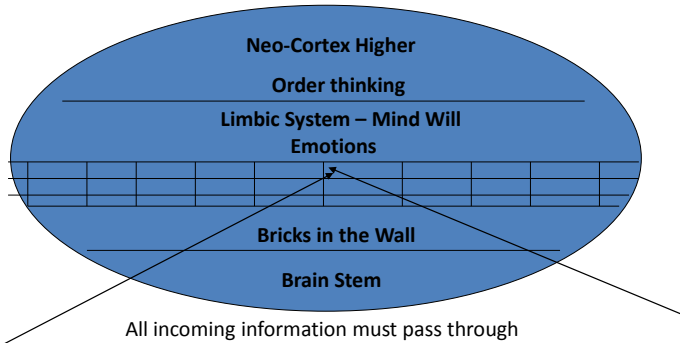 Neo-Cortex Higher
Order thinking
Limbic System – Mind Will
Emotions
Bricks in the Wall
Brain Stem
All incoming information must pass through